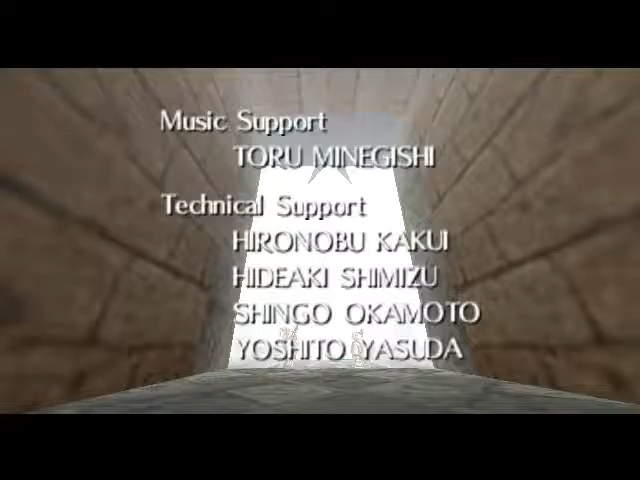 Music Support
TORU MINEGISHI
Technical Support
HIRONOBU KAKUI
HIDEAKI SHIMIZU
SHINGO OKAMOTO
YOSHITO YASUDA